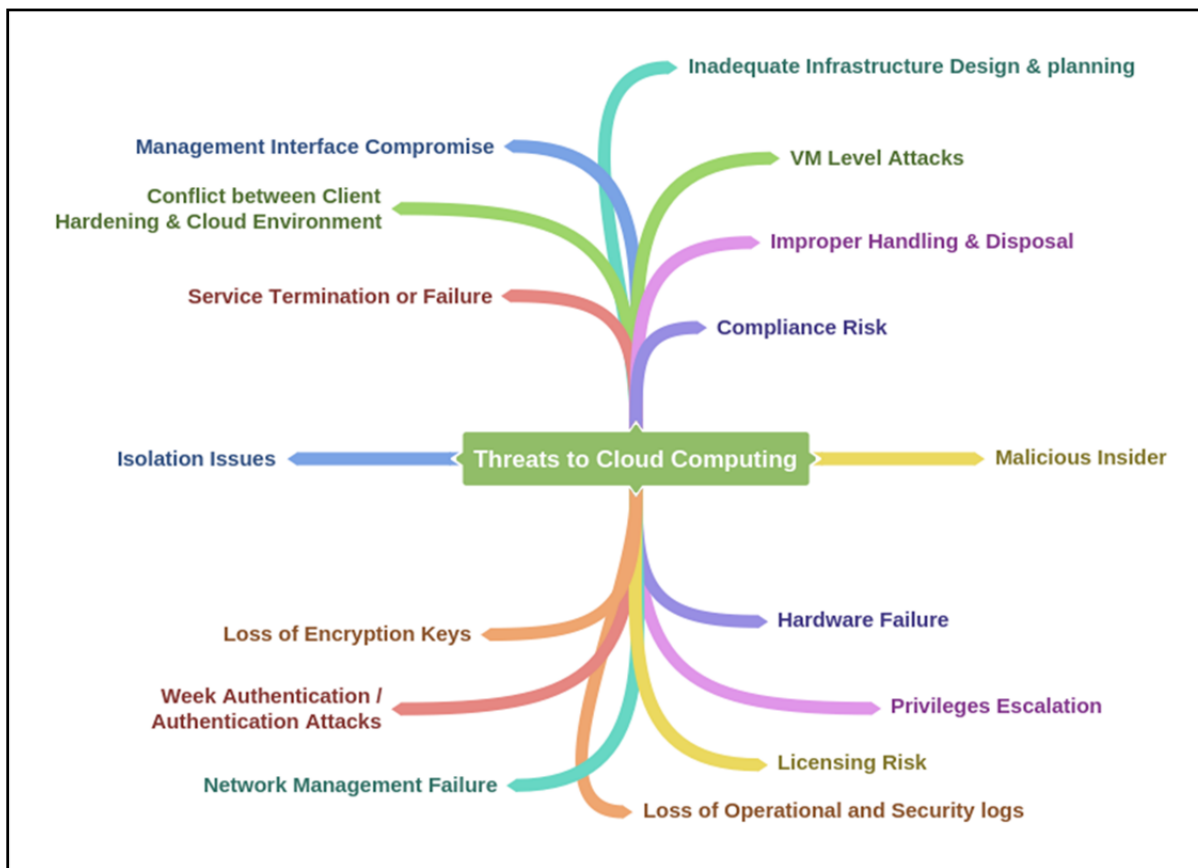 Inadequate Infrastructure Design & planning
Management Interface Compromise
VM Level Attacks
Conflict between Client
Hardening & Cloud Environment
Improper Handling & Disposal
Service Termination or Failure
Compliance Risk
Isolation Issues
Threats to Cloud Computing
Malicious Insider
Loss of Encryption Keys
Hardware Failure
Week Authentication /
Authentication Attacks
Privileges Escalation
Licensing Risk
Network Management Failure
Loss of Operational and Security logs